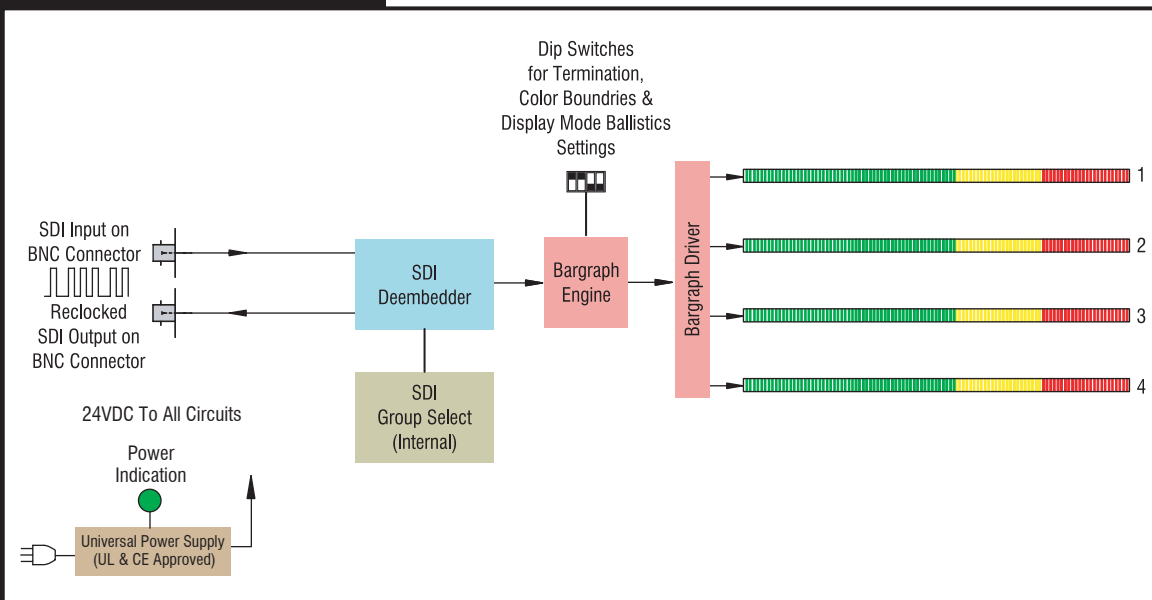 Dip Switches
for Termination,
Color Boundries &
Display Mode Ballistics
Settings
1
2
3
4
SDI Input on
BNC Connector
Reclocked
SDI Output on
BNC Connector
SDI
Deembedder
Bargraph
Engine
Bargraph Driver
SDI
Group Select
(Internal)
24VDC To All Circuits
Power
Indication
Universal Power Supply
(UL & CE Approved)